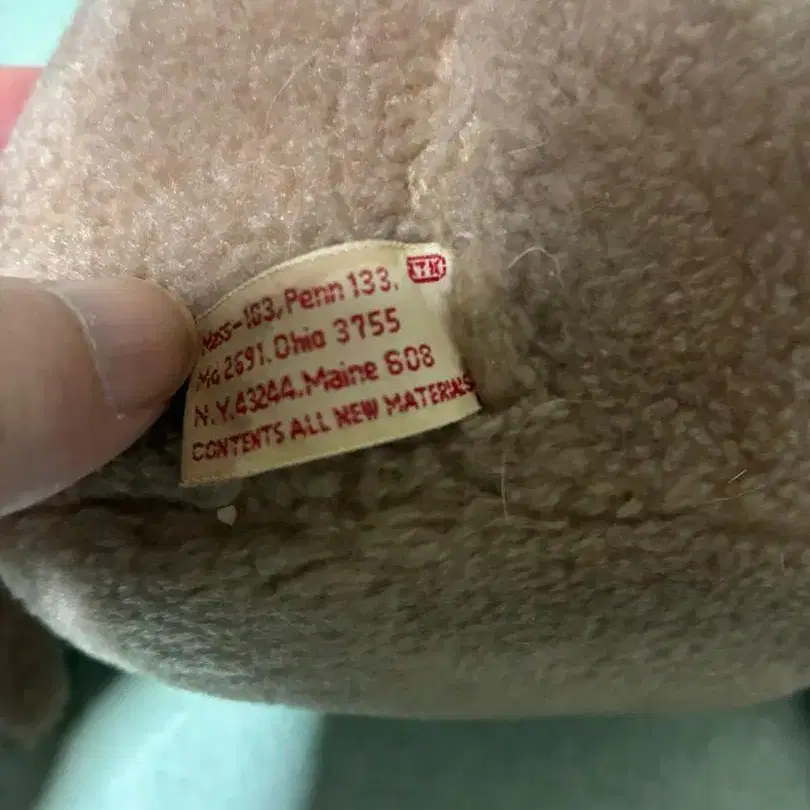 Mass-103, Penn 133.
Md 2691. Ohio 3755
N.Y.43244. Maine 608
CONTENTS ALL NEW MATERIALS